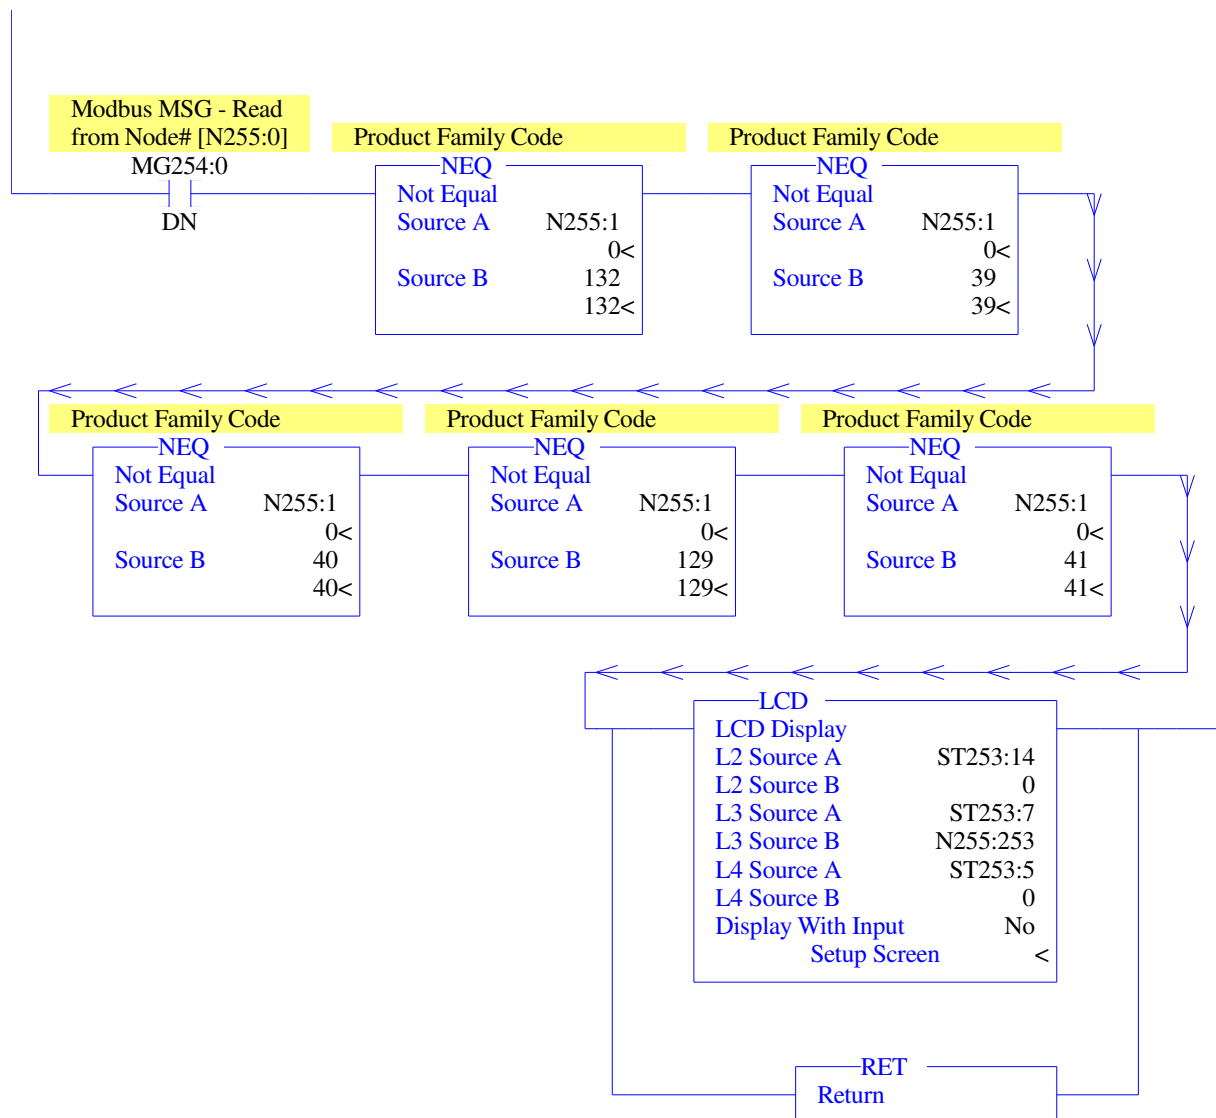 Modbus MSG - Read
from Node# [N255:0]
MG254:0
DN
Product Family Code
NEQ
Not Equal
Source A N255:1
0<
Source B 132
132<
Product Family Code
NEQ
Not Equal
Source A N255:1
0<
Source B 39
39<
Product Family Code
NEQ
Not Equal
Source A N255:1
0<
Source B 40
40<
Product Family Code
NEQ
Not Equal
Source A N255:1
0<
Source B 129
129<
Product Family Code
NEQ
Not Equal
Source A N255:1
0<
Source B 41
41<
LCD
LCD Display
L2 Source A ST253:14
L2 Source B 0
L3 Source A ST253:7
L3 Source B N255:253
L4 Source A ST253:5
L4 Source B 0
Display With Input No
Setup Screen <
RET
Return